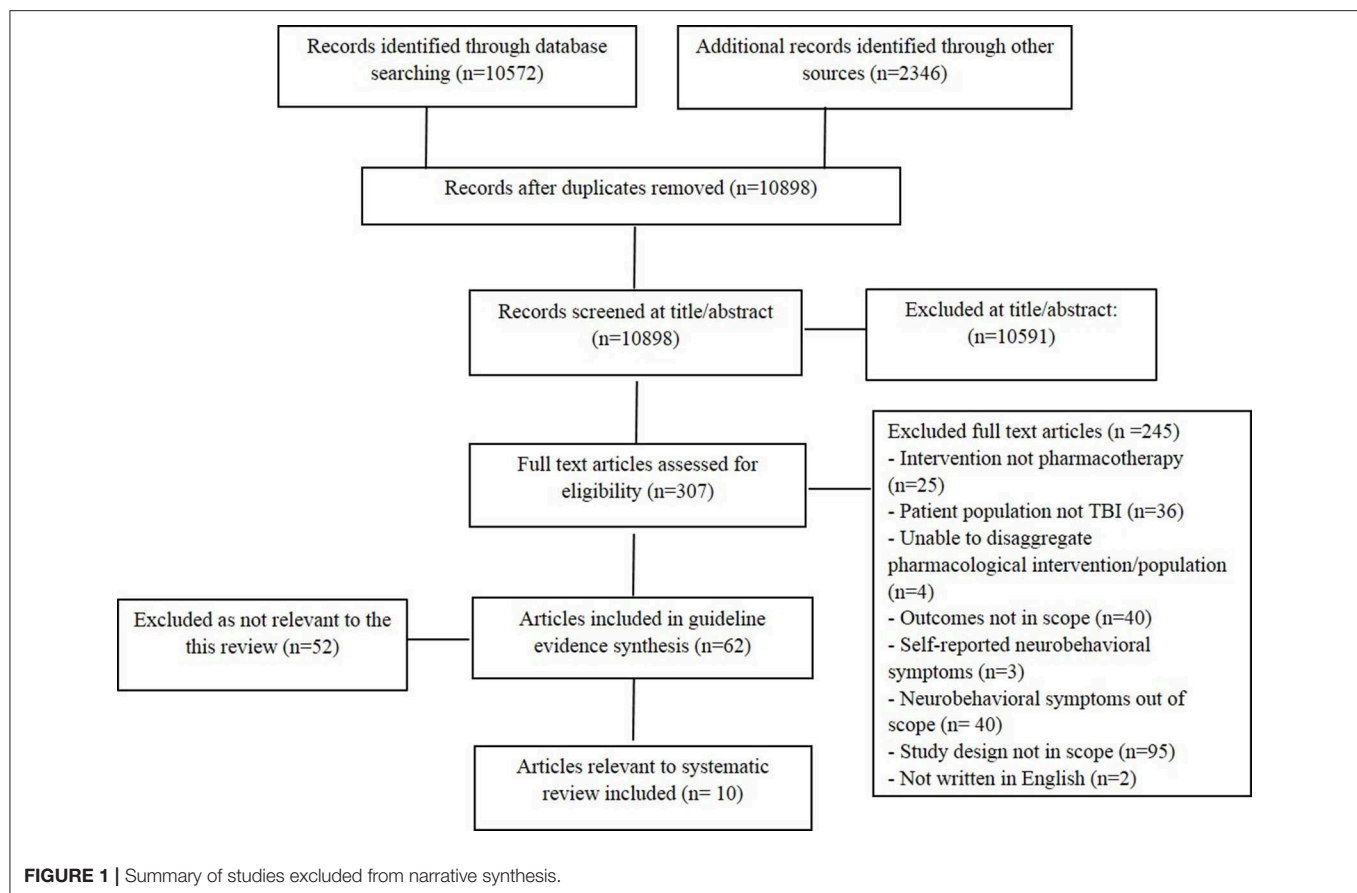 Records identified through database
searching (n=10572)
Additional records identified through other
sources (n=2346)
Records after duplicates removed (n=10898)
Records screened at title/abstract
(n=10898)
Excluded at title/abstract:
(n=10591)
Full text articles assessed for
eligibility (n=307)
Excluded full text articles (n =245)
- Intervention not pharmacotherapy
(n=25)
- Patient population not TBI (n=36)
- Unable to disaggregate
pharmacological intervention/population
(n=4)
- Outcomes not in scope(n=40)
- Self-reported neurobehavioral
symptoms (n=3)
- Neurobehavioral symptoms out of
scope (n= 40)
- Study design not in scope (n=95)
- Not written in English (n=2)
Excluded as not relevant to the
this review (n=52)
Articles included in guideline
evidence synthesis (n=62)
Articles relevant to systematic
review included (n= 10)
FIGURE 1 | Summary of studies excluded from narrative synthesis.